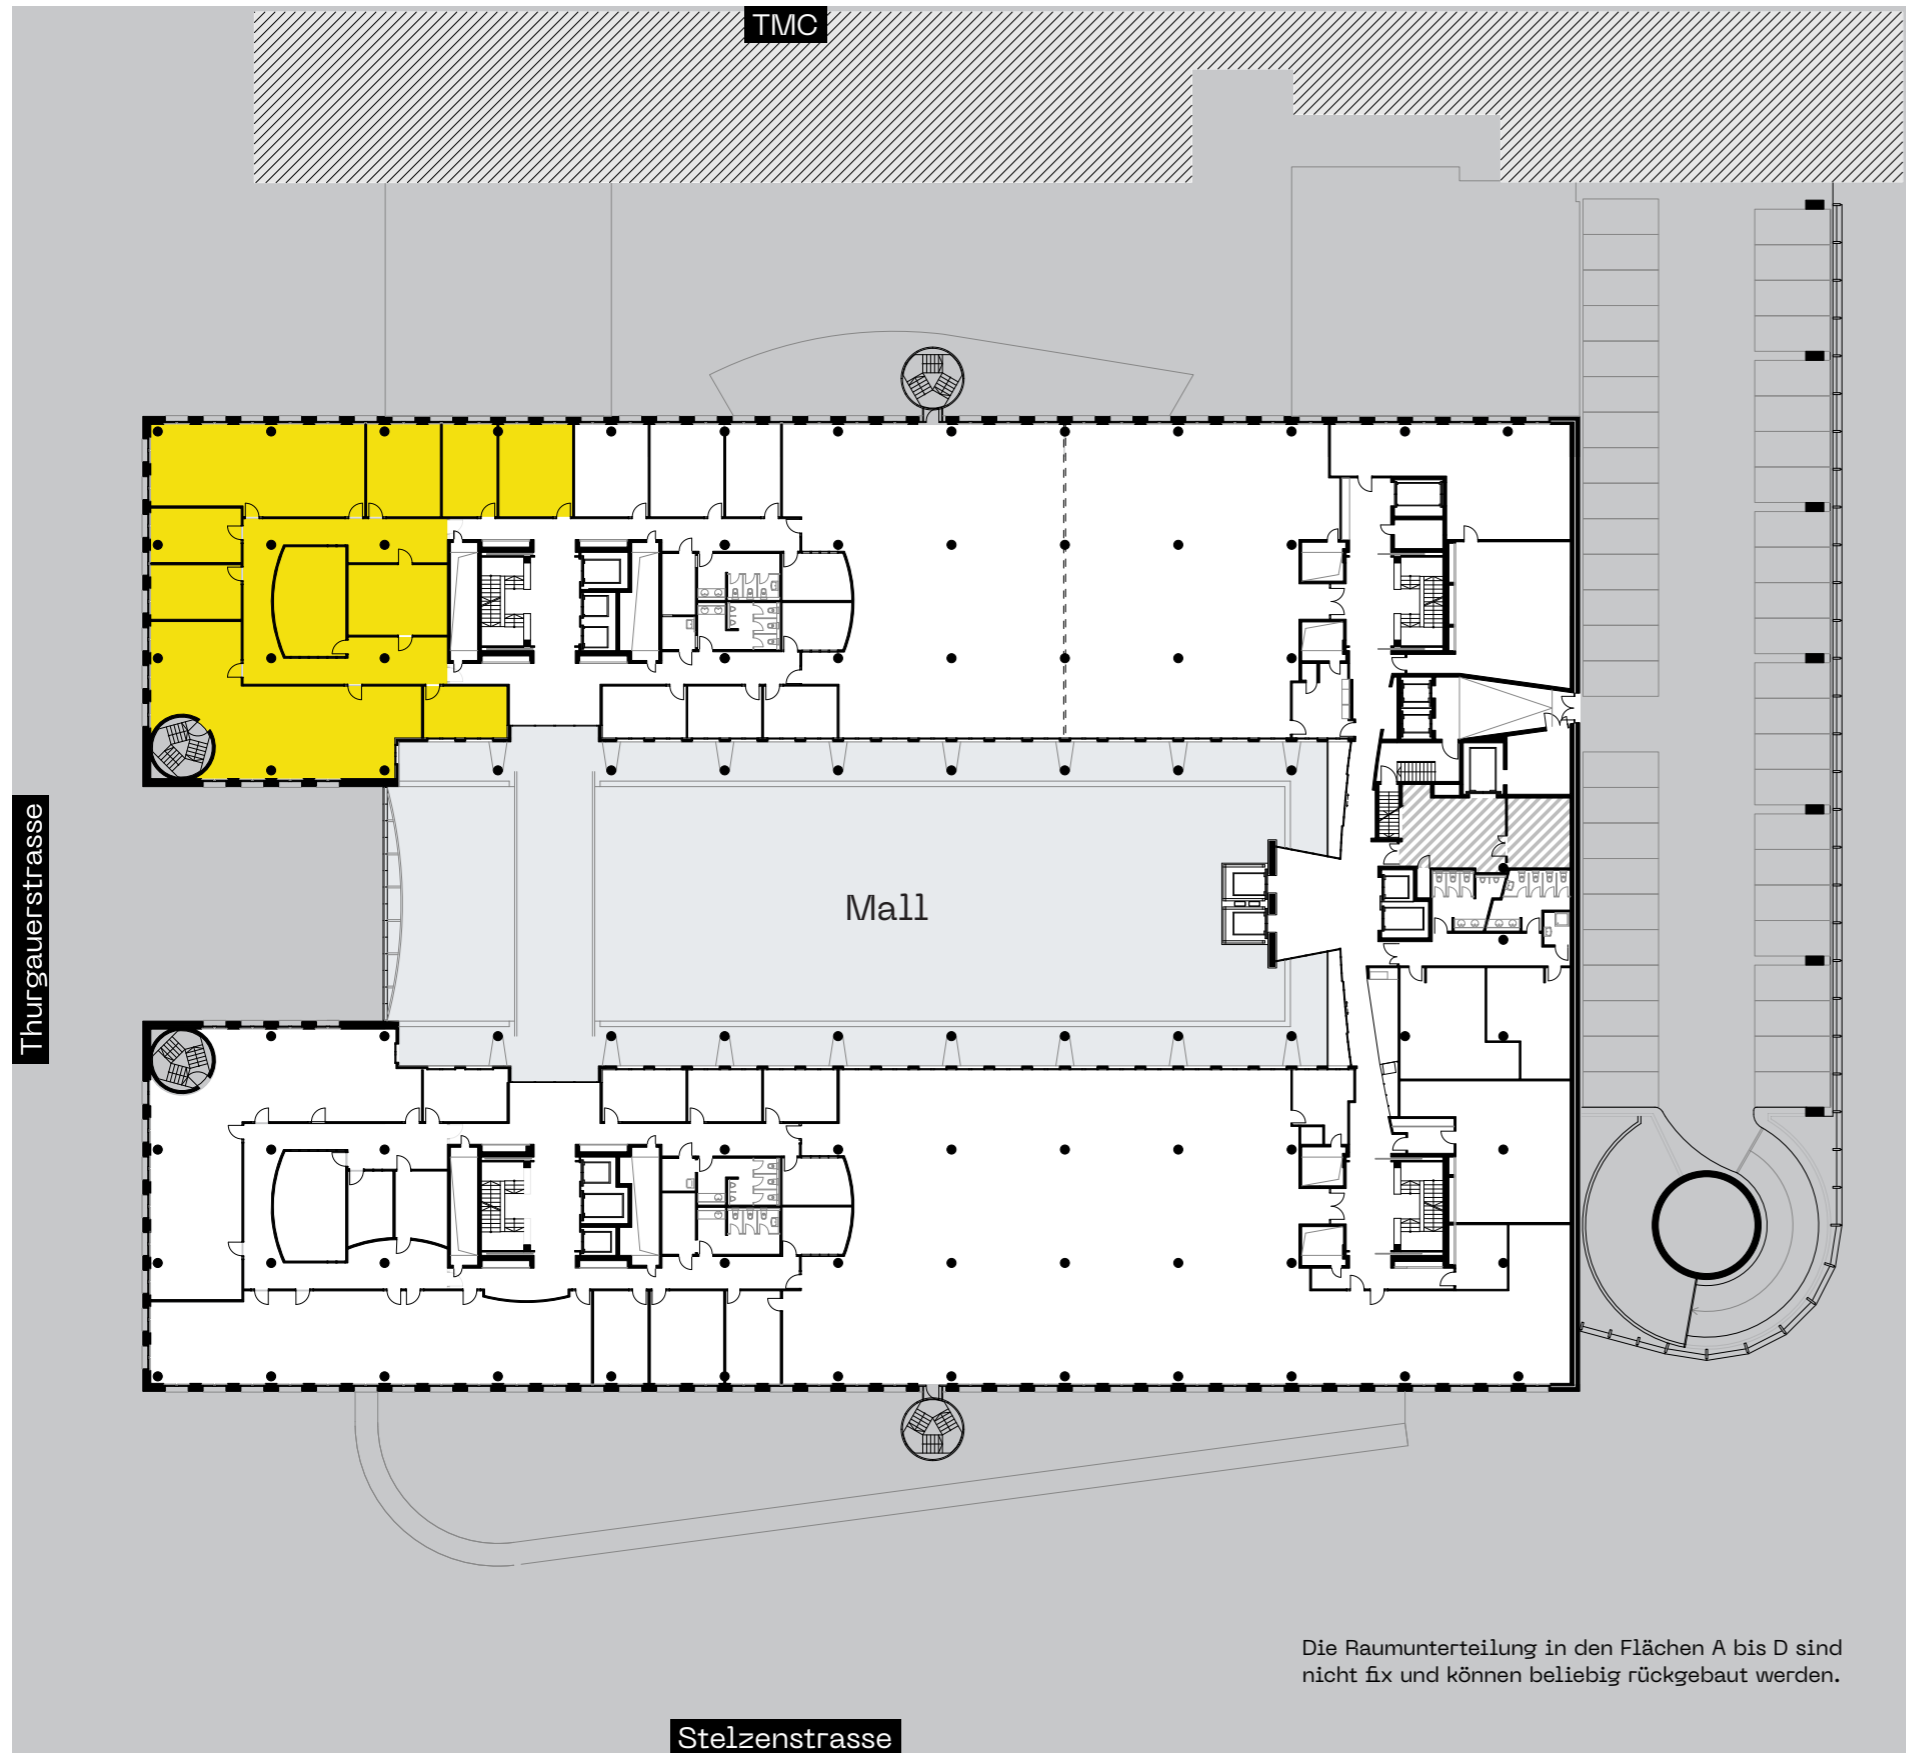 TMC
Thurgauerstrasse
Mall
Die Raumunterteilung in den Flächen A bis D sind
nicht fix und können beliebig rückgebaut werden.
Stelzenstrasse